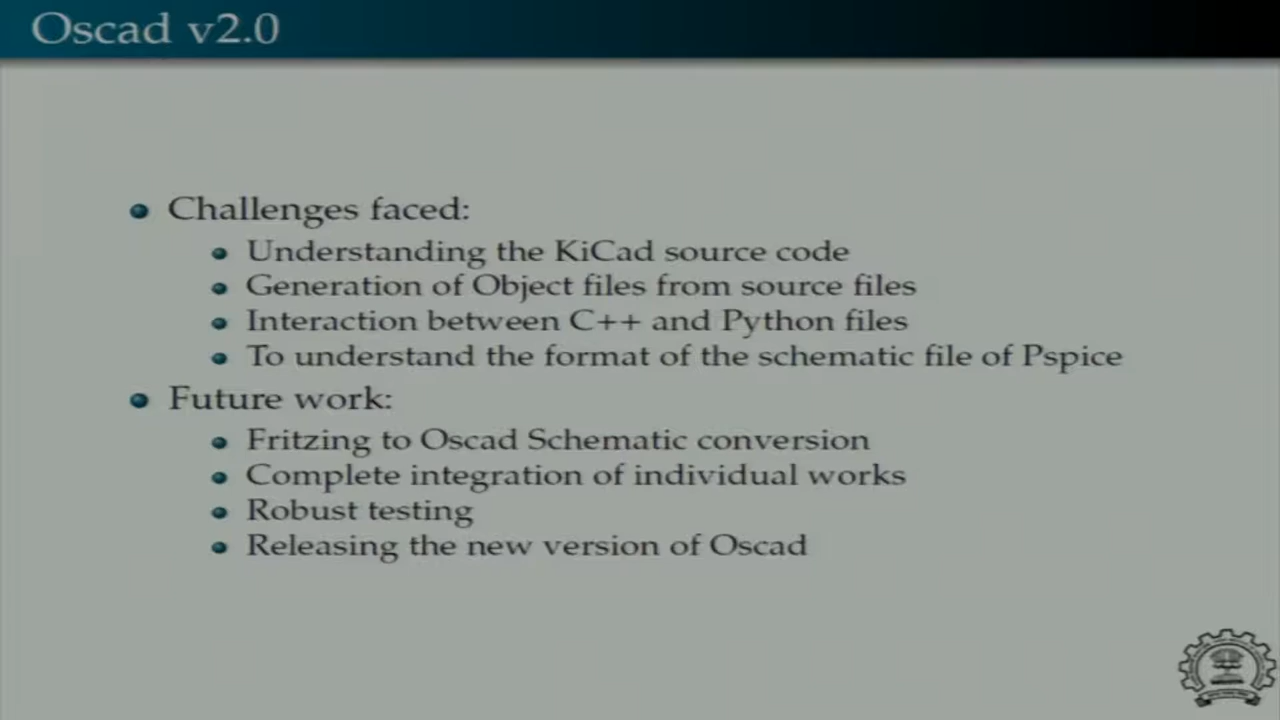 Oscad v2.0
Challenges faced:
Understanding the KiCad source code
Generation of Object files from source files
Interaction between C++ and Python files
To understand the format of the schematic file of Pspice
Future work:
Fritzing to Oscad Schematic conversion
Complete integration of individual works
Robust testing
Releasing the new version of Oscad